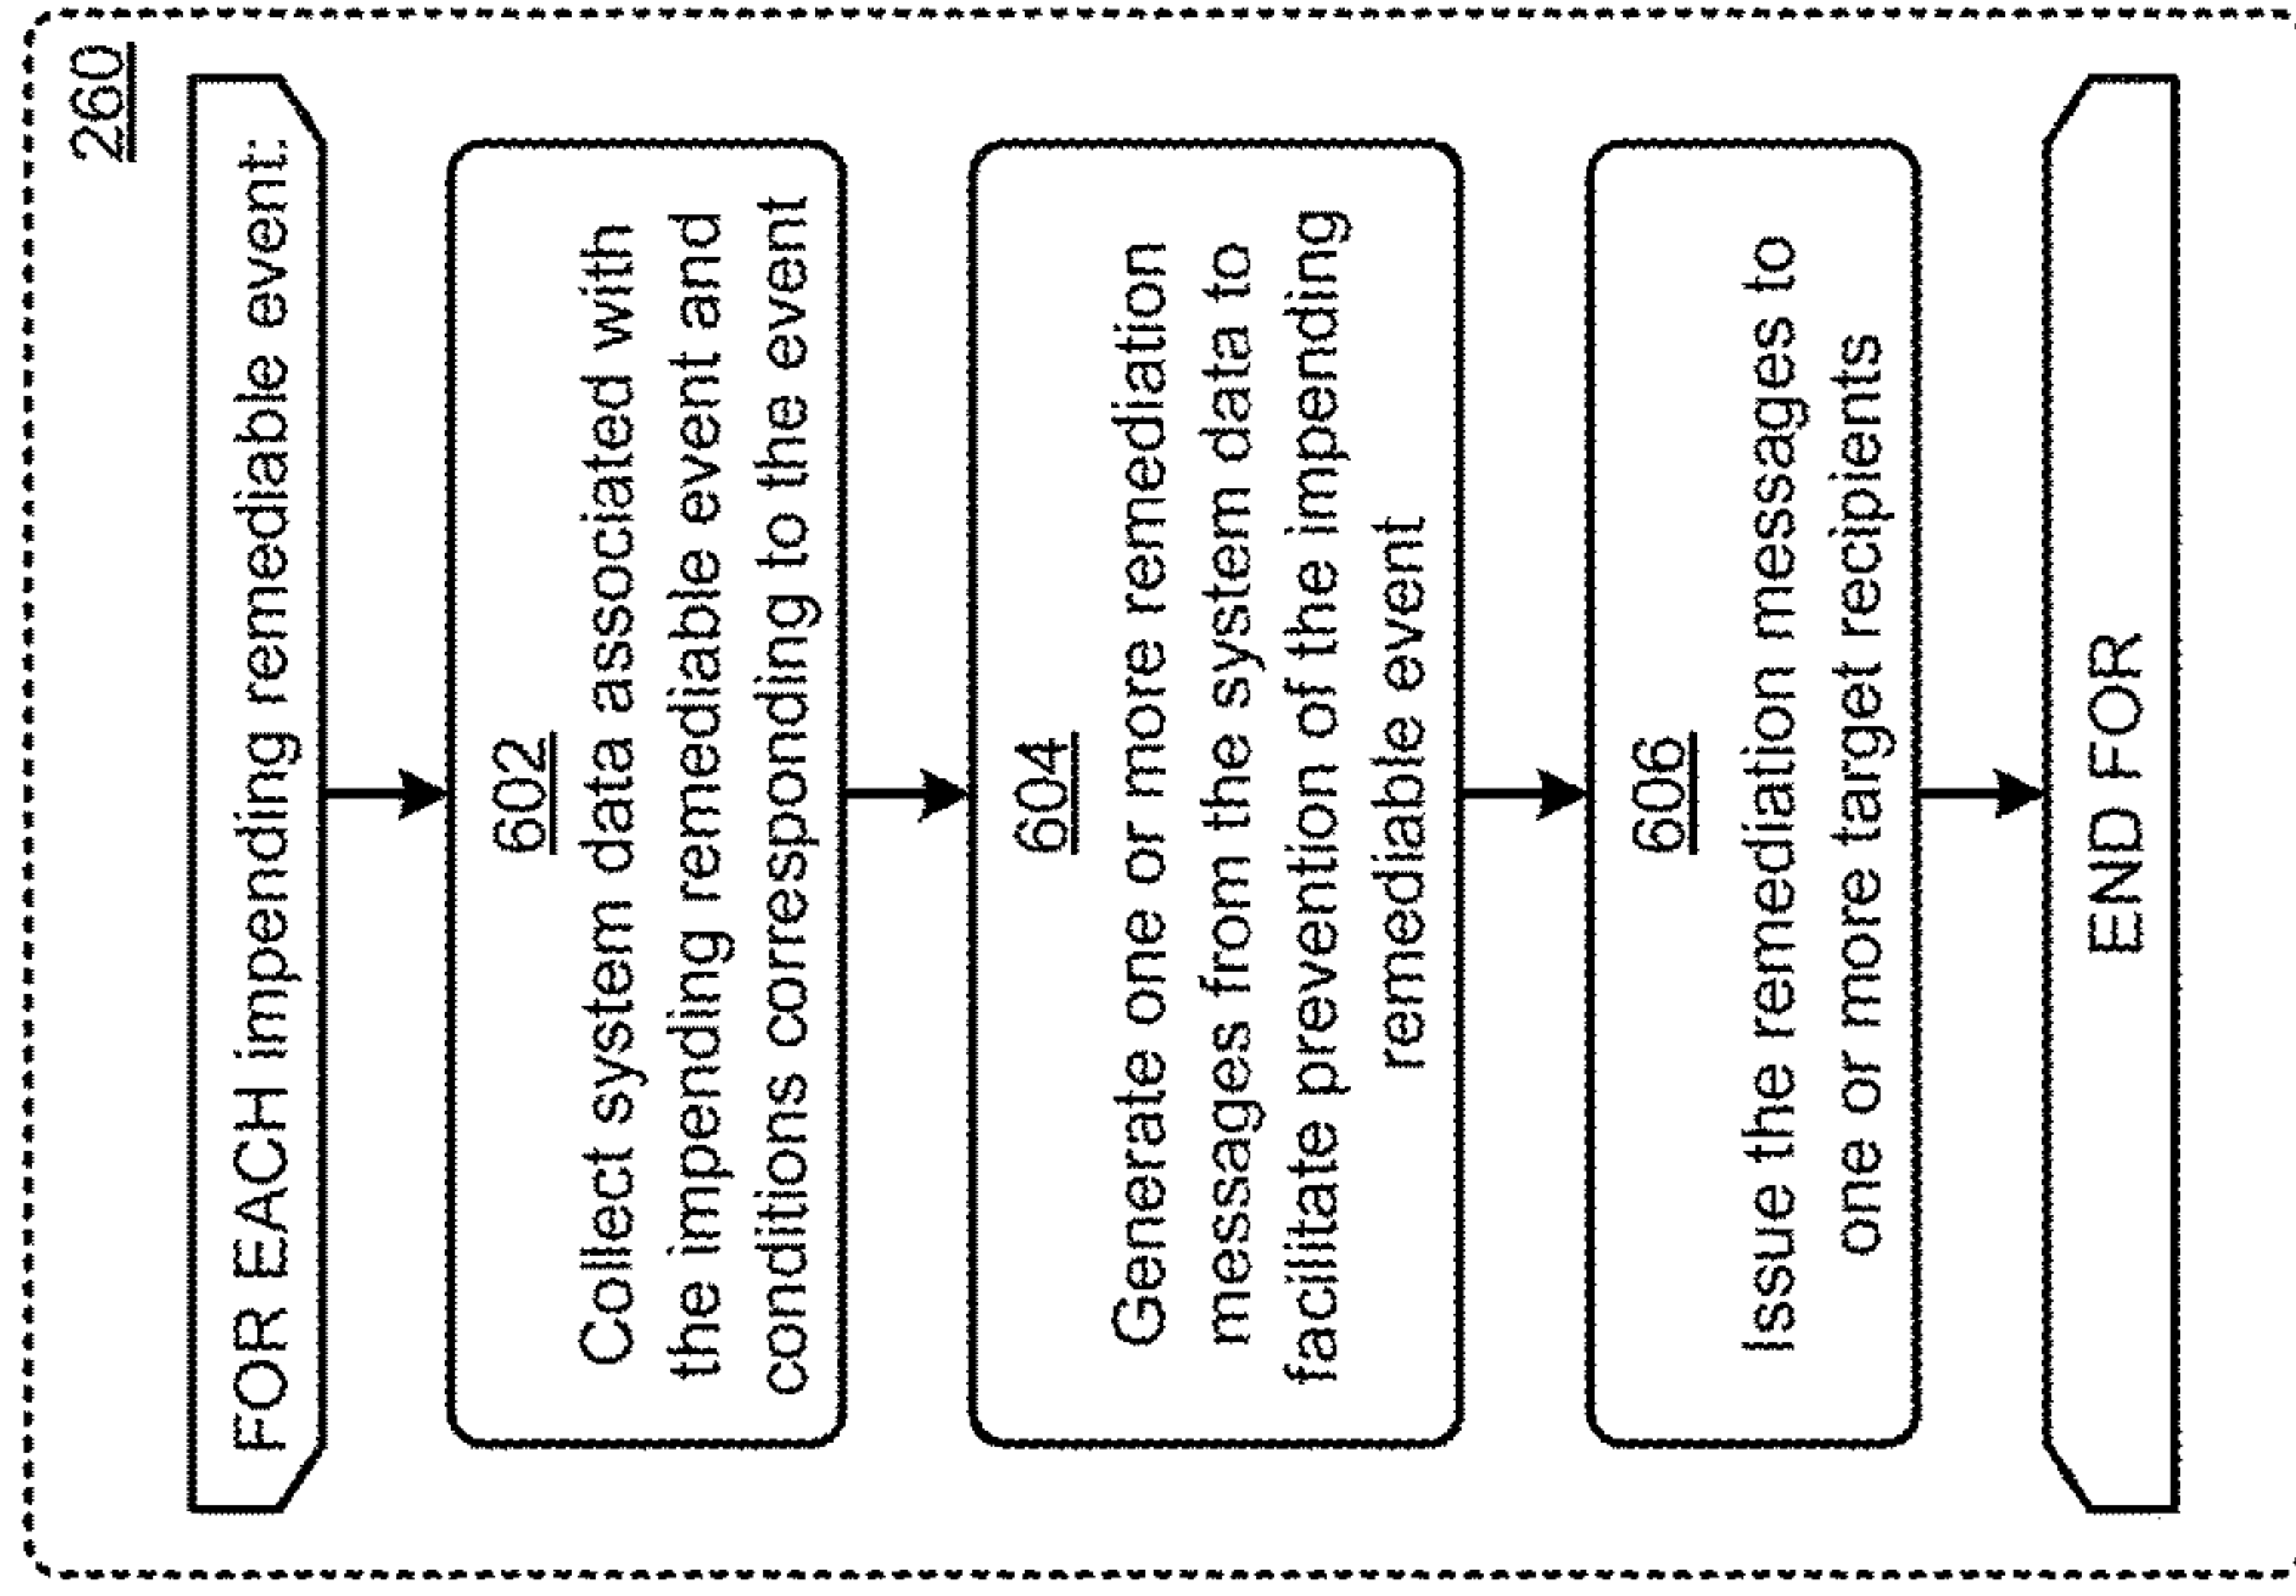 260
FOR EACH impending remediable event:
602
Collect system data associated with
the impending remediable event and
conditions corresponding to the event
604
Generate one or more remediation
messages from the system data to
facilitate prevention of the impending
remediable event
606
Issue the remediation messages to
one or more target recipients
END FOR